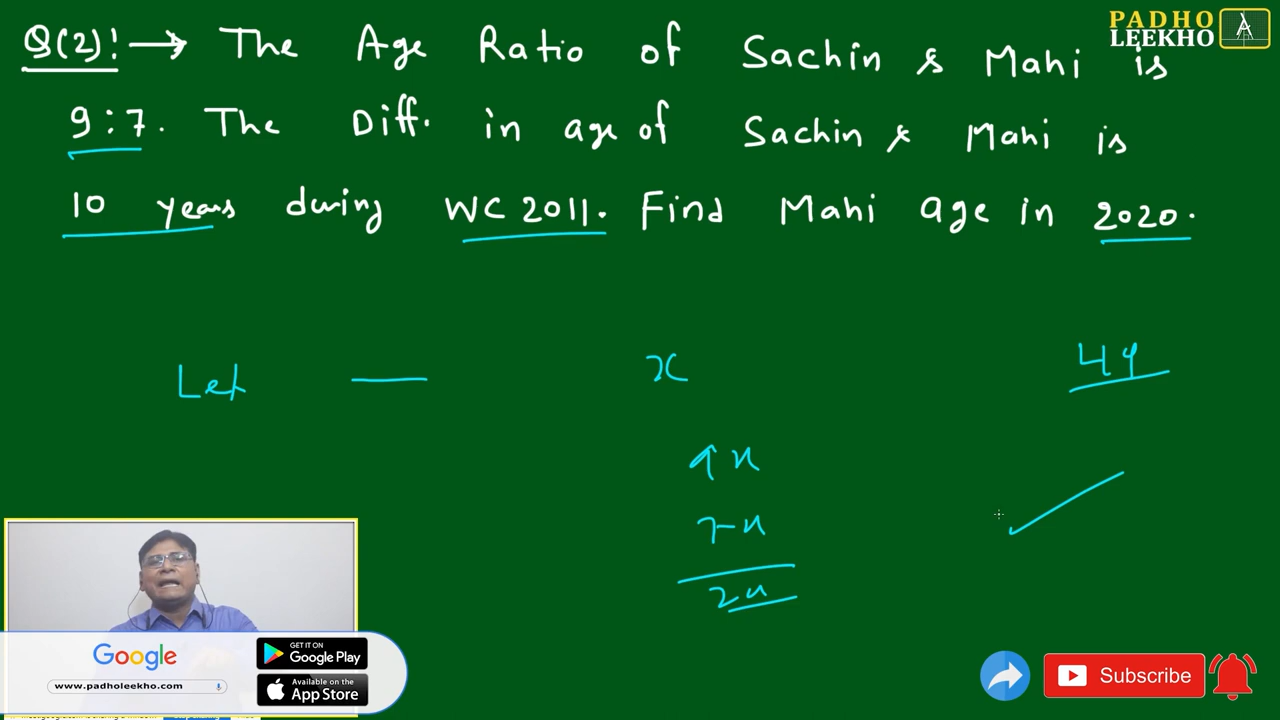 PADHO
LEEKHO
Q(2)! → The Age Ratio of Sachin & Mahi is
9:7. The Diff. in age of Sachin & Mahi is
10 years during WC 2011. Find Mahi age in 2020.
Let — x
49
9x
7x
2x
Google
www.padholeekho.com
GET IT ON
Google Play
Available on the
App Store
Subscribe